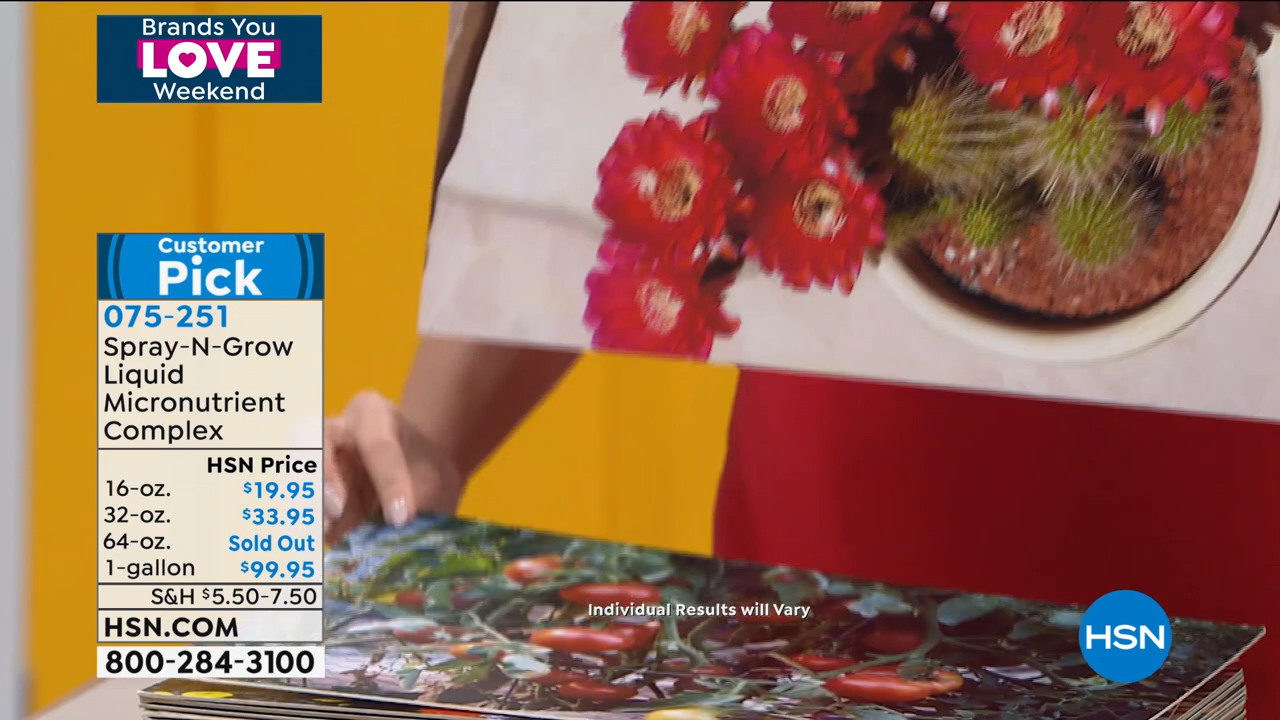 Brands You
LOVE
Weekend
Customer
Pick
075-251
Spray-N-Grow
Liquid
Micronutrient
Complex
HSN Price
16-oz. $19.95
32-oz. $33.95
64-oz. Sold Out
1-gallon $99.95
S&H $5.50-7.50
HSN.COM
800-284-3100
Individual Results will Vary
HSN